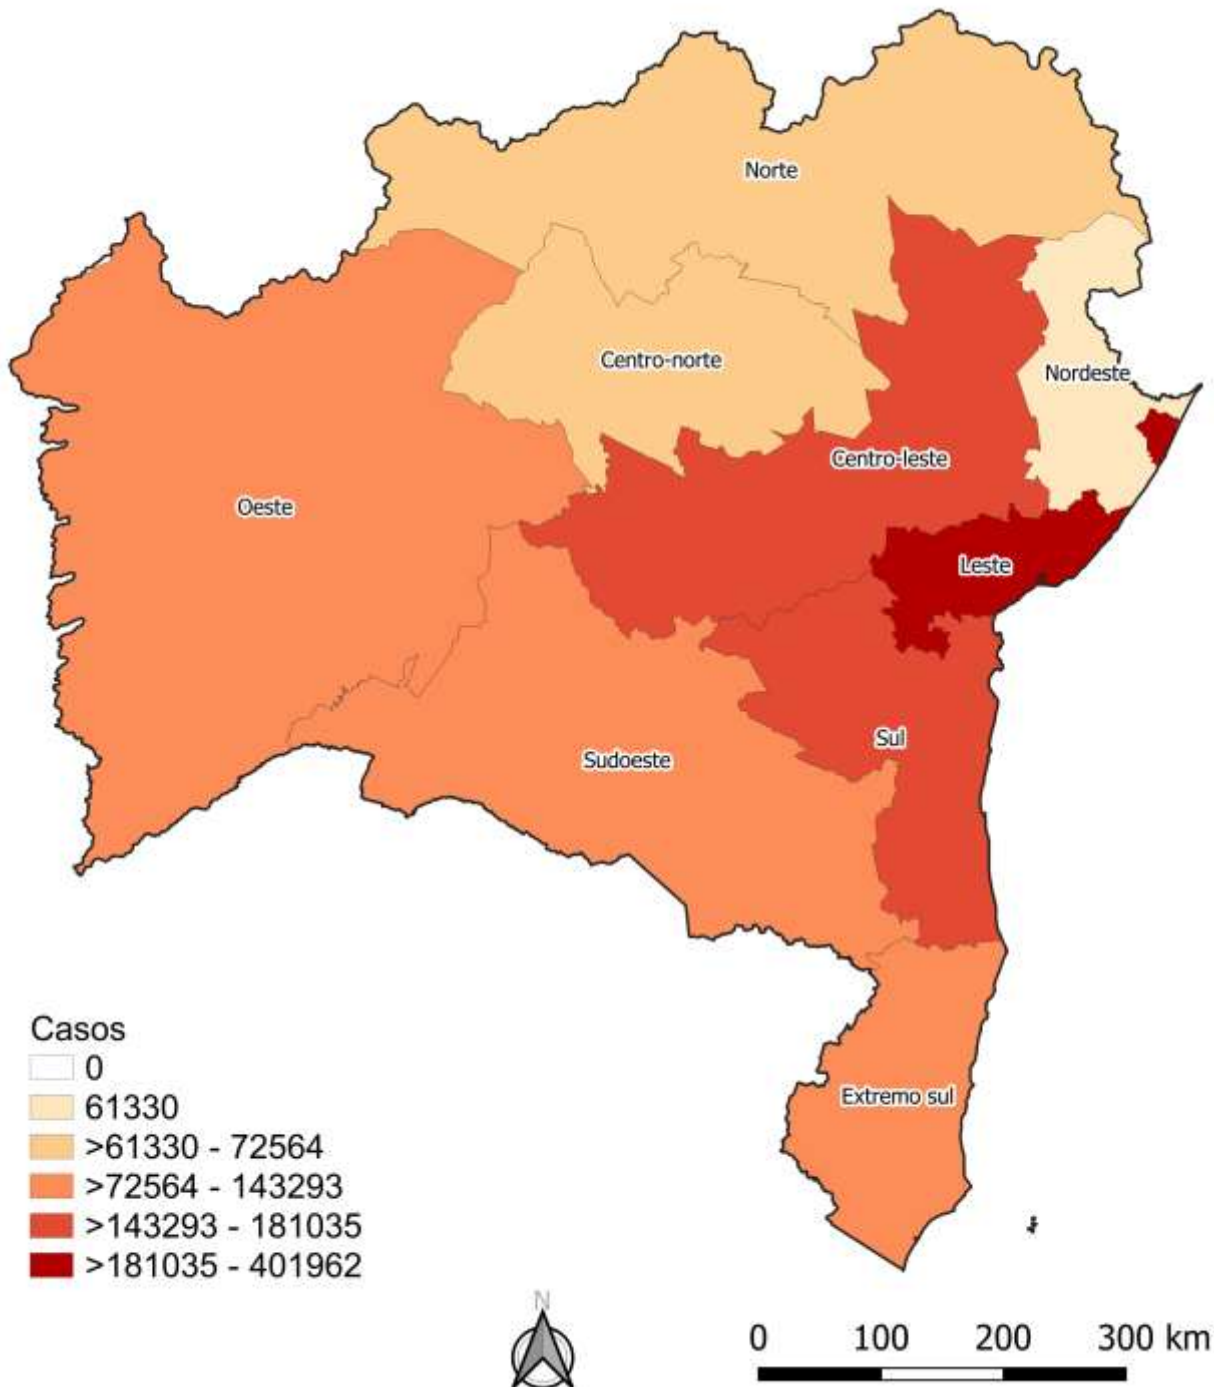 Norte
Centro-norte
Nordeste
Centro-leste
Oeste
Leste
Sul
Sudoeste
Extremo sul
Casos
0
61330
>61330 - 72564
>72564 - 143293
>143293 - 181035
>181035 - 401962
N
0 100 200 300 km